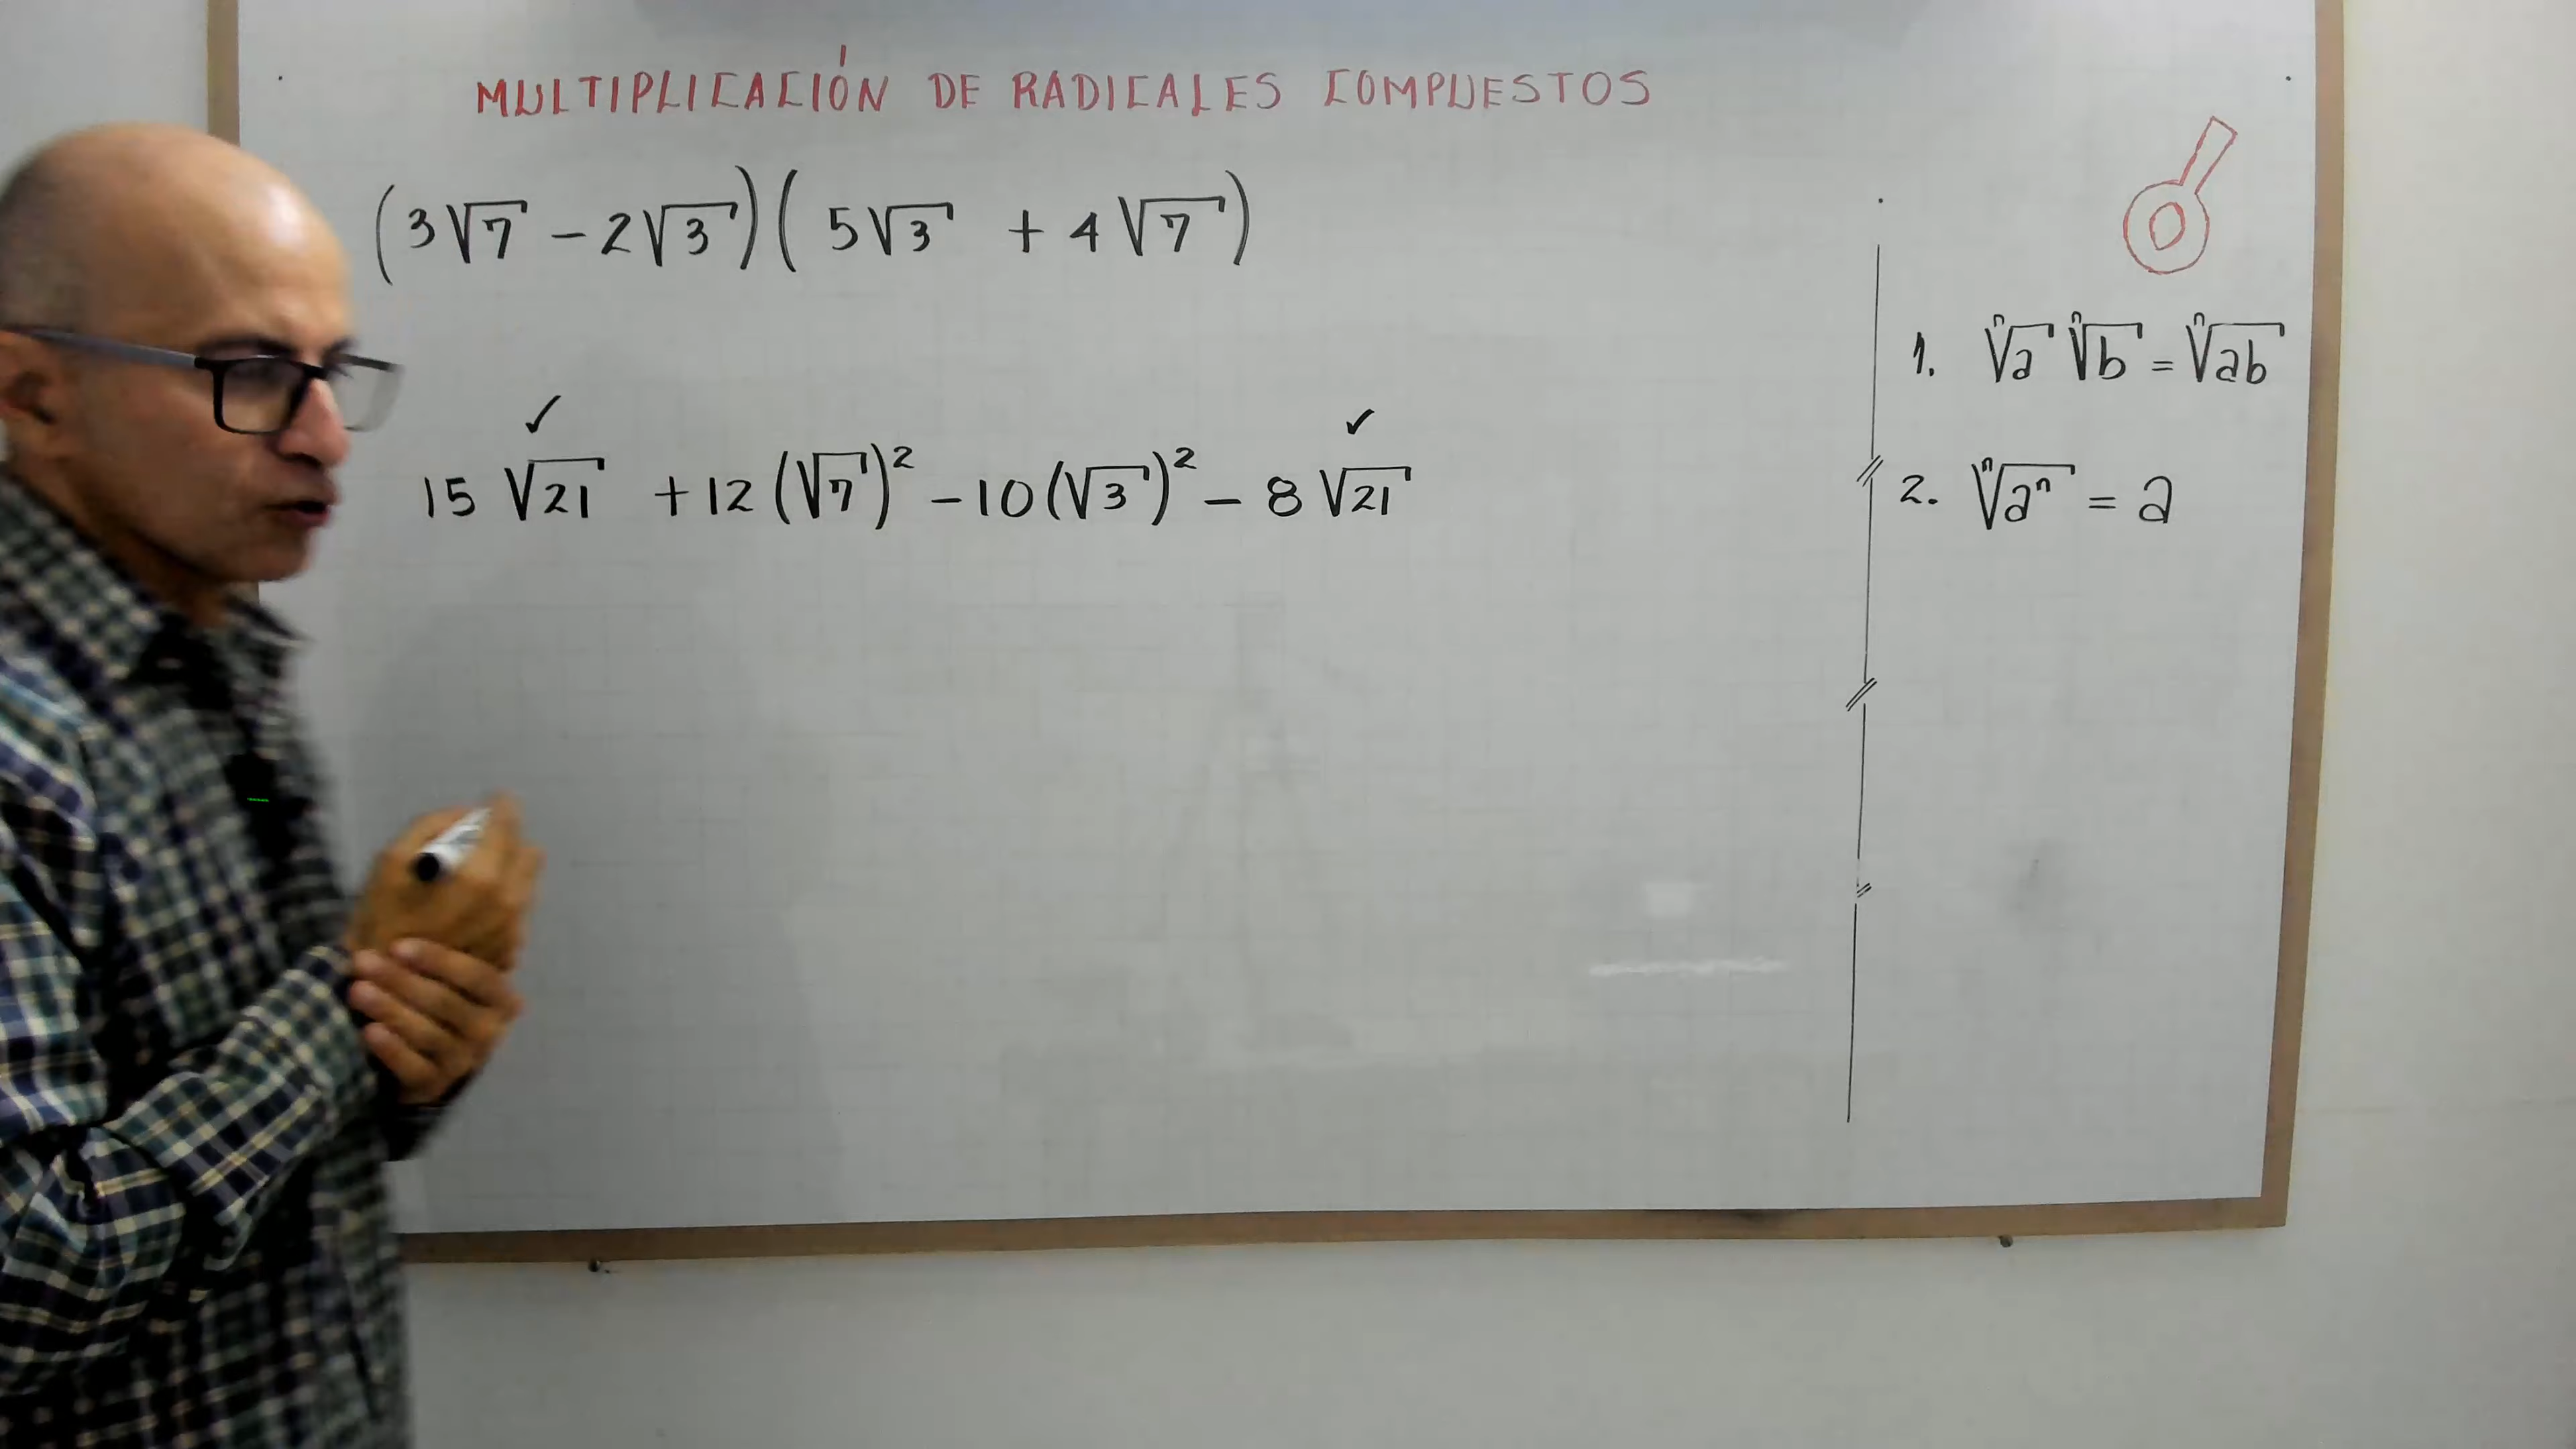 MULTIPLICACIÓN DE RADICALES COMPUESTOS
(3√7 − 2√3)(5√3 + 4√7)
✓ ✓
15 √21 + 12 (√7)² − 10 (√3)² − 8 √21
1. ⁿ√a ⁿ√b = ⁿ√ab
2. ⁿ√aⁿ = a